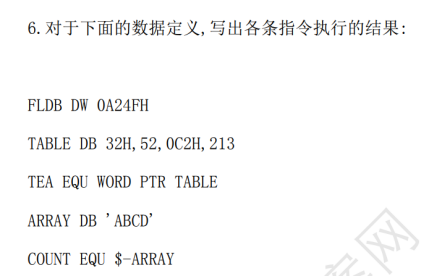 6.对于下面的数据定义,写出各条指令执行的结果:
FLDB DW 0A24FH
TABLE DB 32H,52,0C2H,213
TEA EQU WORD PTR TABLE
ARRAY DB 'ABCD'
COUNT EQU $-ARRAY